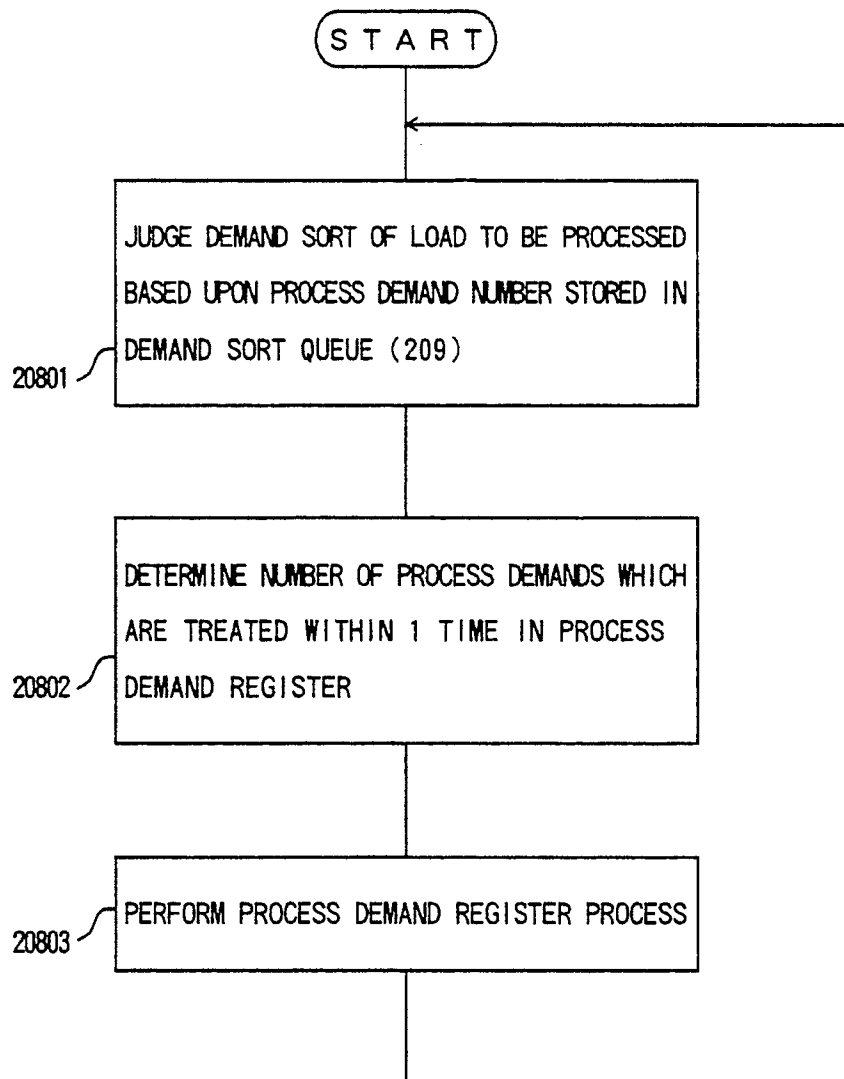 START
JUDGE DEMAND SORT OF LOAD TO BE PROCESSED
BASED UPON PROCESS DEMAND NUMBER STORED IN
DEMAND SORT QUEUE (209)
20801
DETERMINE NUMBER OF PROCESS DEMANDS WHICH
ARE TREATED WITHIN 1 TIME IN PROCESS
DEMAND REGISTER
20802
PERFORM PROCESS DEMAND REGISTER PROCESS
20803